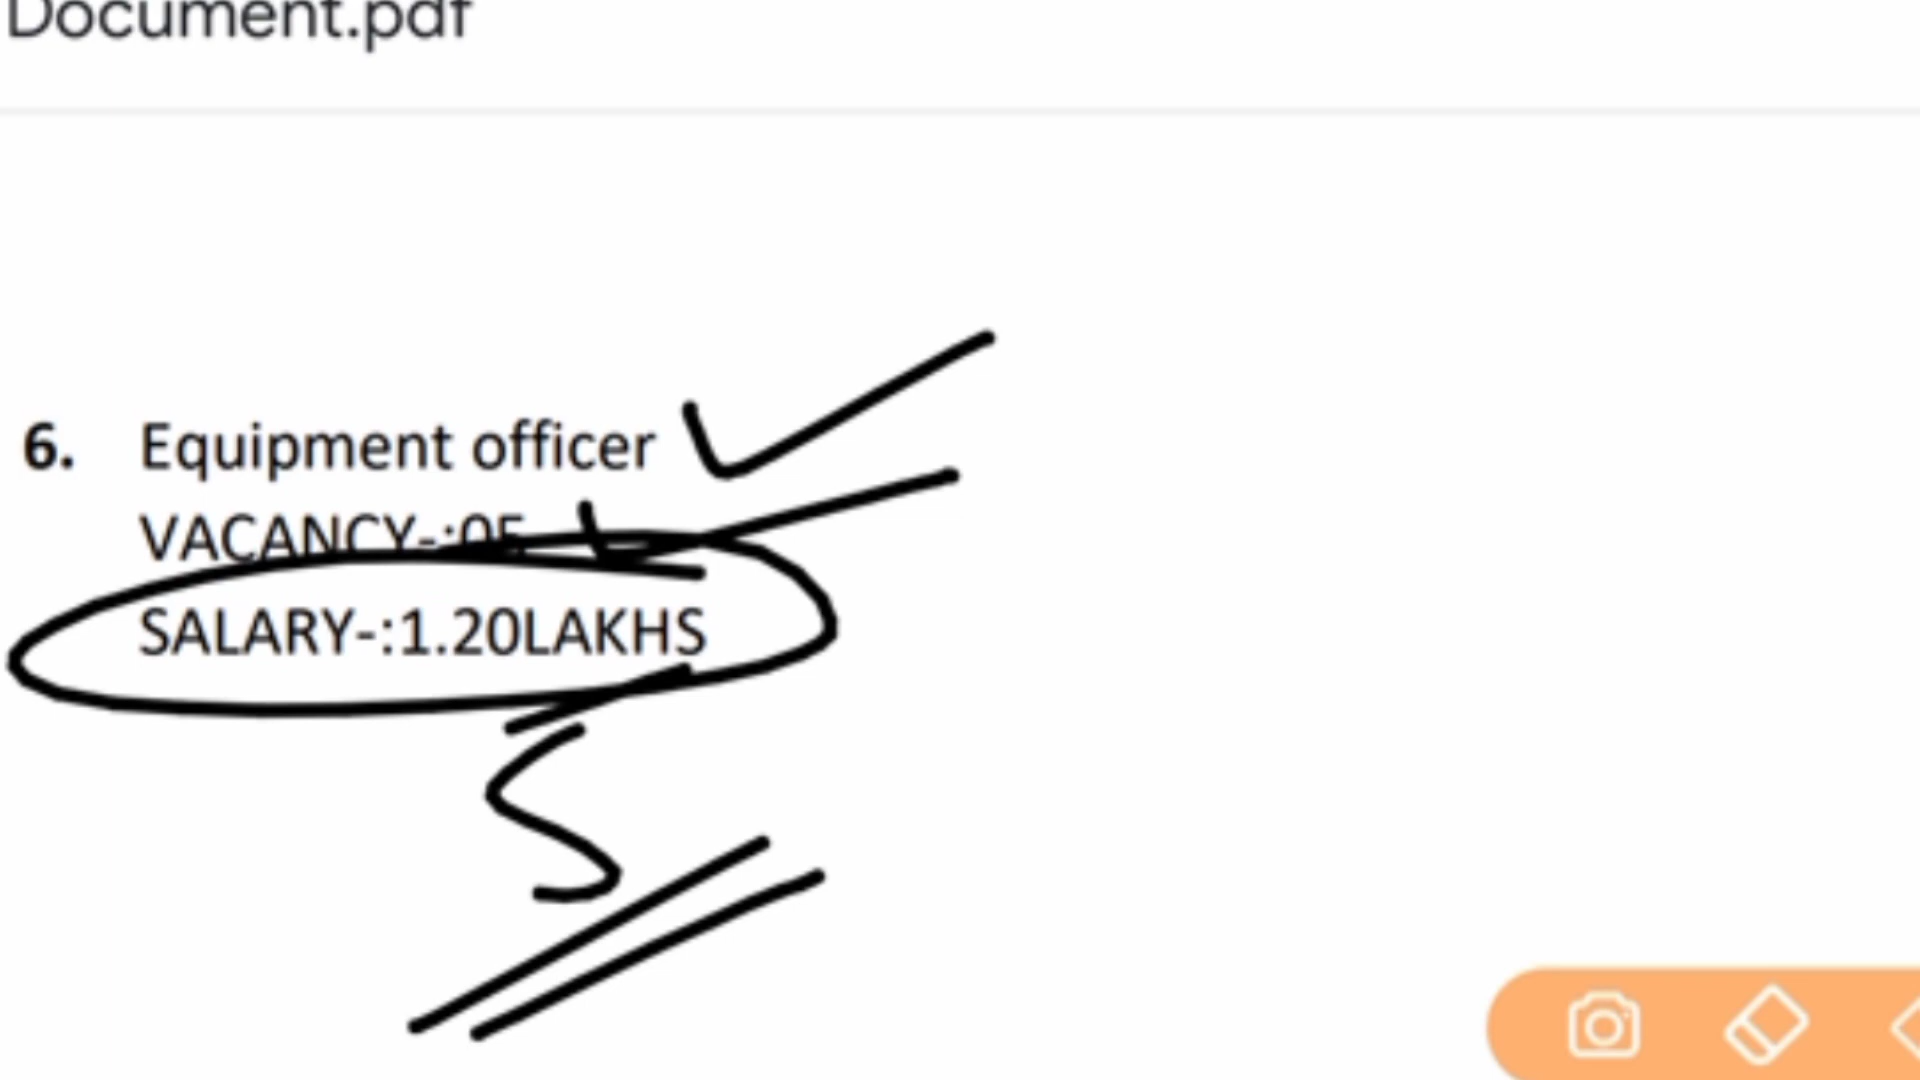 Document.pdf
6. Equipment officer
VACANCY-:05
SALARY-:1.20LAKHS